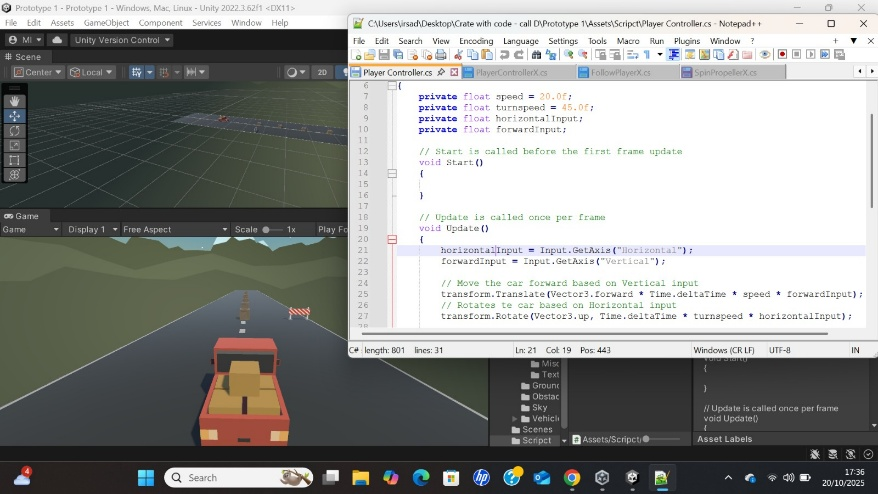 Prototype 1 - Prototype 1 - Windows, Mac, Linux - Unity 2022.3.62f1 <DX11>
File Edit Assets GameObject Component Services Window Help
MI Unity Version Control
Scene
Center Local 2D
Game
Game Display 1 Free Aspect Scale 1x Play Fo
C:\Users\irsad\Desktop\Crate with code - call D\Prototype 1\Assets\Script\Player Controller.cs - Notepad++
File Edit Search View Encoding Language Settings Tools Macro Run Plugins Window ?
Player Controller.cs PlayerControllerX.cs FollowPlayerX.cs SpinPropellerX.cs
6 {
7 private float speed = 20.0f;
8 private float turnspeed = 45.0f;
9 private float horizontalInput;
10 private float forwardInput;
11
12 // Start is called before the first frame update
13 void Start()
14 {
15
16 }
17
18 // Update is called once per frame
19 void Update()
20 {
21 horizontalInput = Input.GetAxis("Horizontal");
22 forwardInput = Input.GetAxis("Vertical");
23
24 // Move the car forward based on Vertical input
25 transform.Translate(Vector3.forward * Time.deltaTime * speed * forwardInput);
26 // Rotates te car based on Horizontal input
27 transform.Rotate(Vector3.up, Time.deltaTime * turnspeed * horizontalInput);
28
C# length: 801 lines: 31 Ln: 21 Col: 19 Pos: 443 Windows (CR LF) UTF-8 IN
Misc
Text
Ground
Obstac
Sky
Vehicl
Scenes
Script
Assets/Script/
void Start()
{
}
// Update is called once per frame
void Update()
{
Asset Labels
4
Search
17:36
20/10/2025